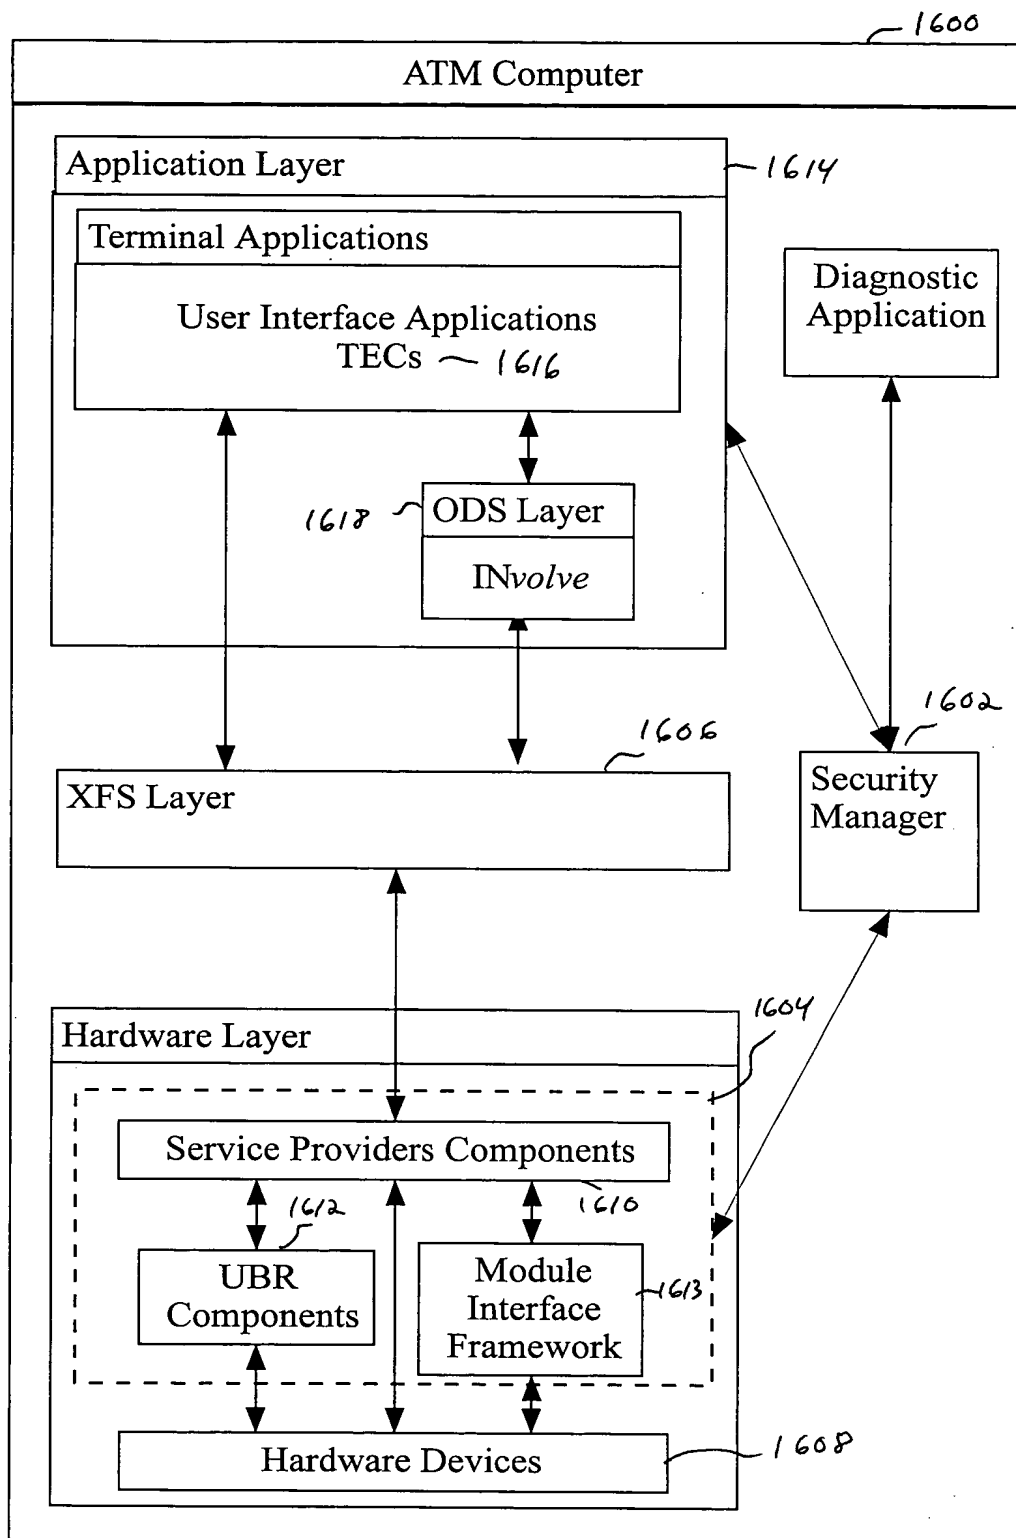 1600
ATM Computer
Application Layer
1614
Terminal Applications
User Interface Applications
TECs 1616
Diagnostic
Application
1618
ODS Layer
INvolve
1602
1606
XFS Layer
Security
Manager
1604
Hardware Layer
Service Providers Components
1610
1612
UBR
Components
Module
Interface
Framework
1613
Hardware Devices
1608